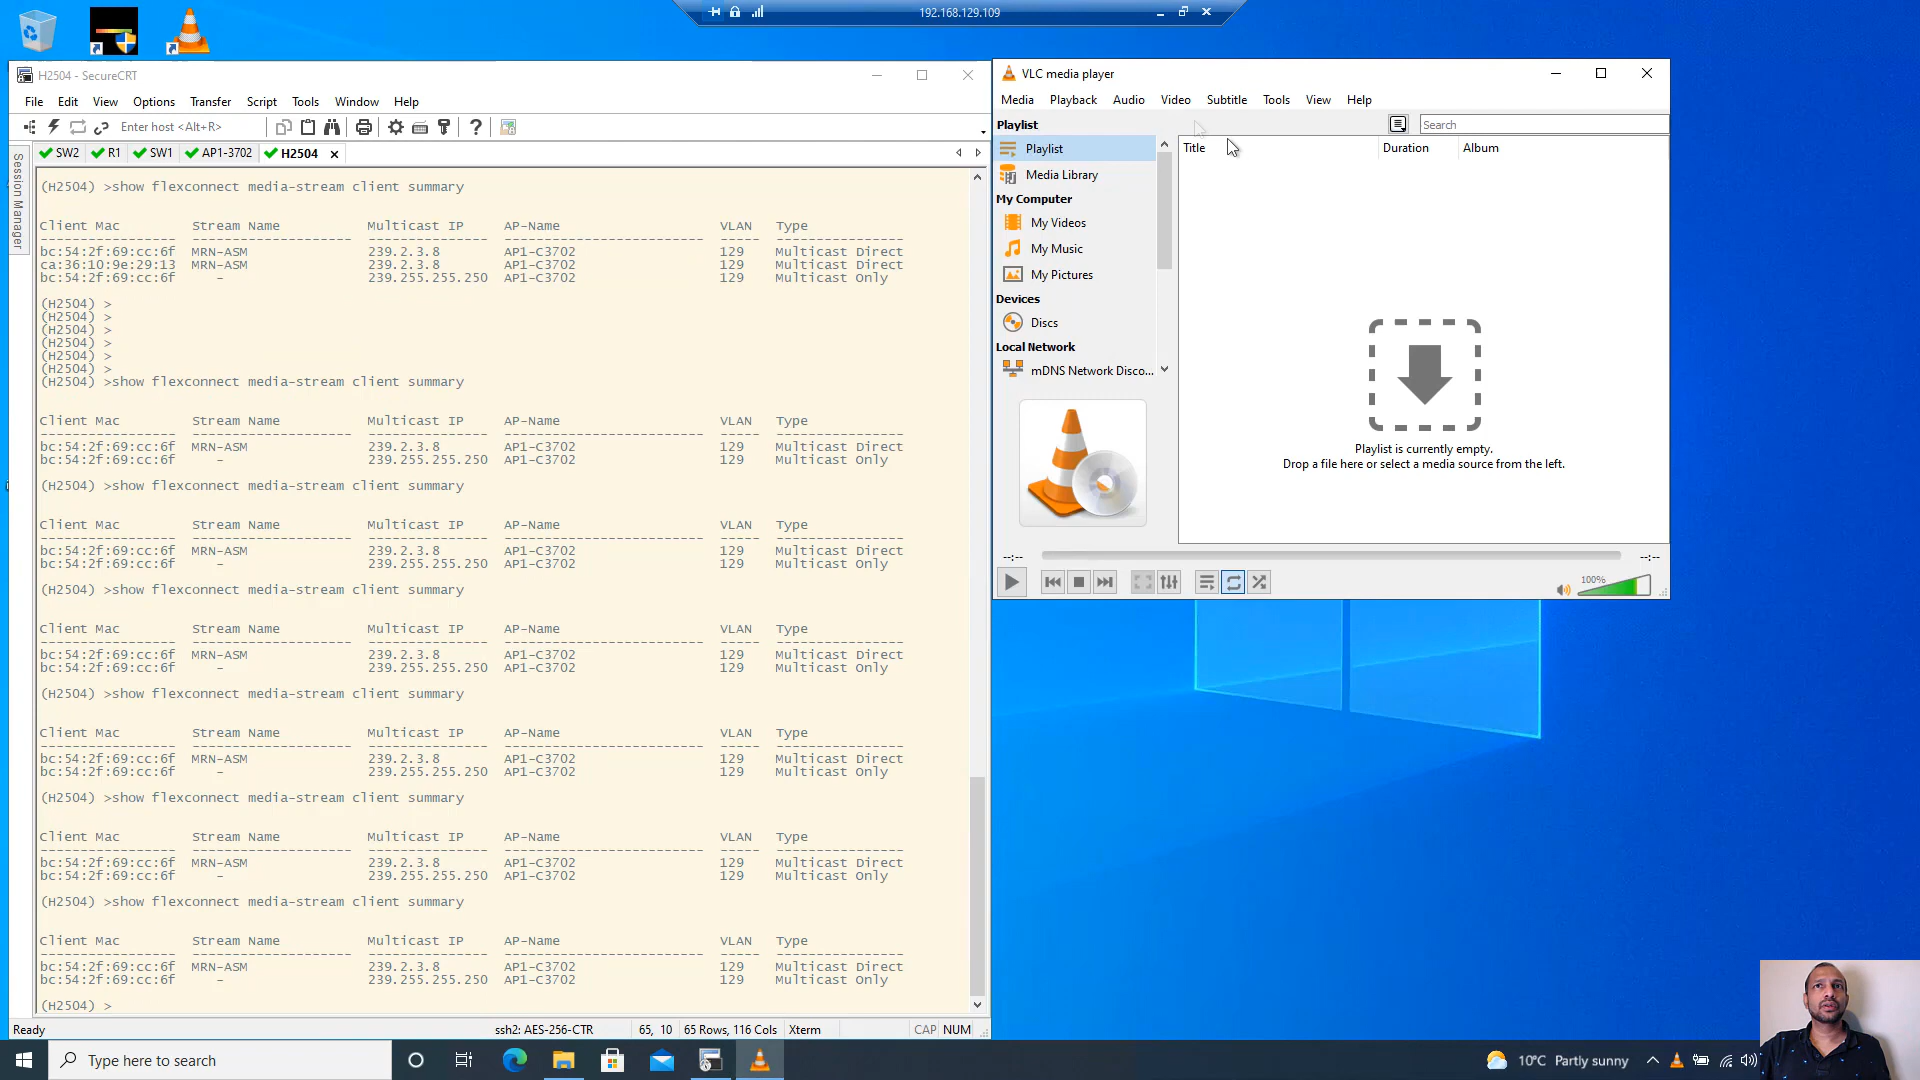 192.168.129.109
H2504 - SecureCRT
File Edit View Options Transfer Script Tools Window Help
Enter host <Alt+R>
SW2 R1 SW1 AP1-3702 H2504
Session Manager
(H2504) >show flexconnect media-stream client summary
Client Mac Stream Name Multicast IP AP-Name VLAN Type
----------------- -------------------- --------------- ------------------------- ----- ----------------
bc:54:2f:69:cc:6f MRN-ASM 239.2.3.8 AP1-C3702 129 Multicast Direct
ca:36:10:9e:29:13 MRN-ASM 239.2.3.8 AP1-C3702 129 Multicast Direct
bc:54:2f:69:cc:6f - 239.255.255.250 AP1-C3702 129 Multicast Only
(H2504) >
(H2504) >
(H2504) >
(H2504) >
(H2504) >
(H2504) >
(H2504) >show flexconnect media-stream client summary
Client Mac Stream Name Multicast IP AP-Name VLAN Type
----------------- -------------------- --------------- ------------------------- ----- ----------------
bc:54:2f:69:cc:6f MRN-ASM 239.2.3.8 AP1-C3702 129 Multicast Direct
bc:54:2f:69:cc:6f - 239.255.255.250 AP1-C3702 129 Multicast Only
(H2504) >show flexconnect media-stream client summary
Client Mac Stream Name Multicast IP AP-Name VLAN Type
----------------- -------------------- --------------- ------------------------- ----- ----------------
bc:54:2f:69:cc:6f MRN-ASM 239.2.3.8 AP1-C3702 129 Multicast Direct
bc:54:2f:69:cc:6f - 239.255.255.250 AP1-C3702 129 Multicast Only
(H2504) >show flexconnect media-stream client summary
Client Mac Stream Name Multicast IP AP-Name VLAN Type
----------------- -------------------- --------------- ------------------------- ----- ----------------
bc:54:2f:69:cc:6f MRN-ASM 239.2.3.8 AP1-C3702 129 Multicast Direct
bc:54:2f:69:cc:6f - 239.255.255.250 AP1-C3702 129 Multicast Only
(H2504) >show flexconnect media-stream client summary
Client Mac Stream Name Multicast IP AP-Name VLAN Type
----------------- -------------------- --------------- ------------------------- ----- ----------------
bc:54:2f:69:cc:6f MRN-ASM 239.2.3.8 AP1-C3702 129 Multicast Direct
bc:54:2f:69:cc:6f - 239.255.255.250 AP1-C3702 129 Multicast Only
(H2504) >show flexconnect media-stream client summary
Client Mac Stream Name Multicast IP AP-Name VLAN Type
----------------- -------------------- --------------- ------------------------- ----- ----------------
bc:54:2f:69:cc:6f MRN-ASM 239.2.3.8 AP1-C3702 129 Multicast Direct
bc:54:2f:69:cc:6f - 239.255.255.250 AP1-C3702 129 Multicast Only
(H2504) >show flexconnect media-stream client summary
Client Mac Stream Name Multicast IP AP-Name VLAN Type
----------------- -------------------- --------------- ------------------------- ----- ----------------
bc:54:2f:69:cc:6f MRN-ASM 239.2.3.8 AP1-C3702 129 Multicast Direct
bc:54:2f:69:cc:6f - 239.255.255.250 AP1-C3702 129 Multicast Only
(H2504) >
Ready ssh2: AES-256-CTR 65, 10 65 Rows, 116 Cols Xterm CAP NUM
VLC media player
Media Playback Audio Video Subtitle Tools View Help
Playlist
Search
Playlist
Media Library
My Computer
My Videos
My Music
My Pictures
Devices
Discs
Local Network
mDNS Network Disco...
Title Duration Album
Playlist is currently empty.
Drop a file here or select a media source from the left.
--:-- --:--
100%
Type here to search
10°C Partly sunny